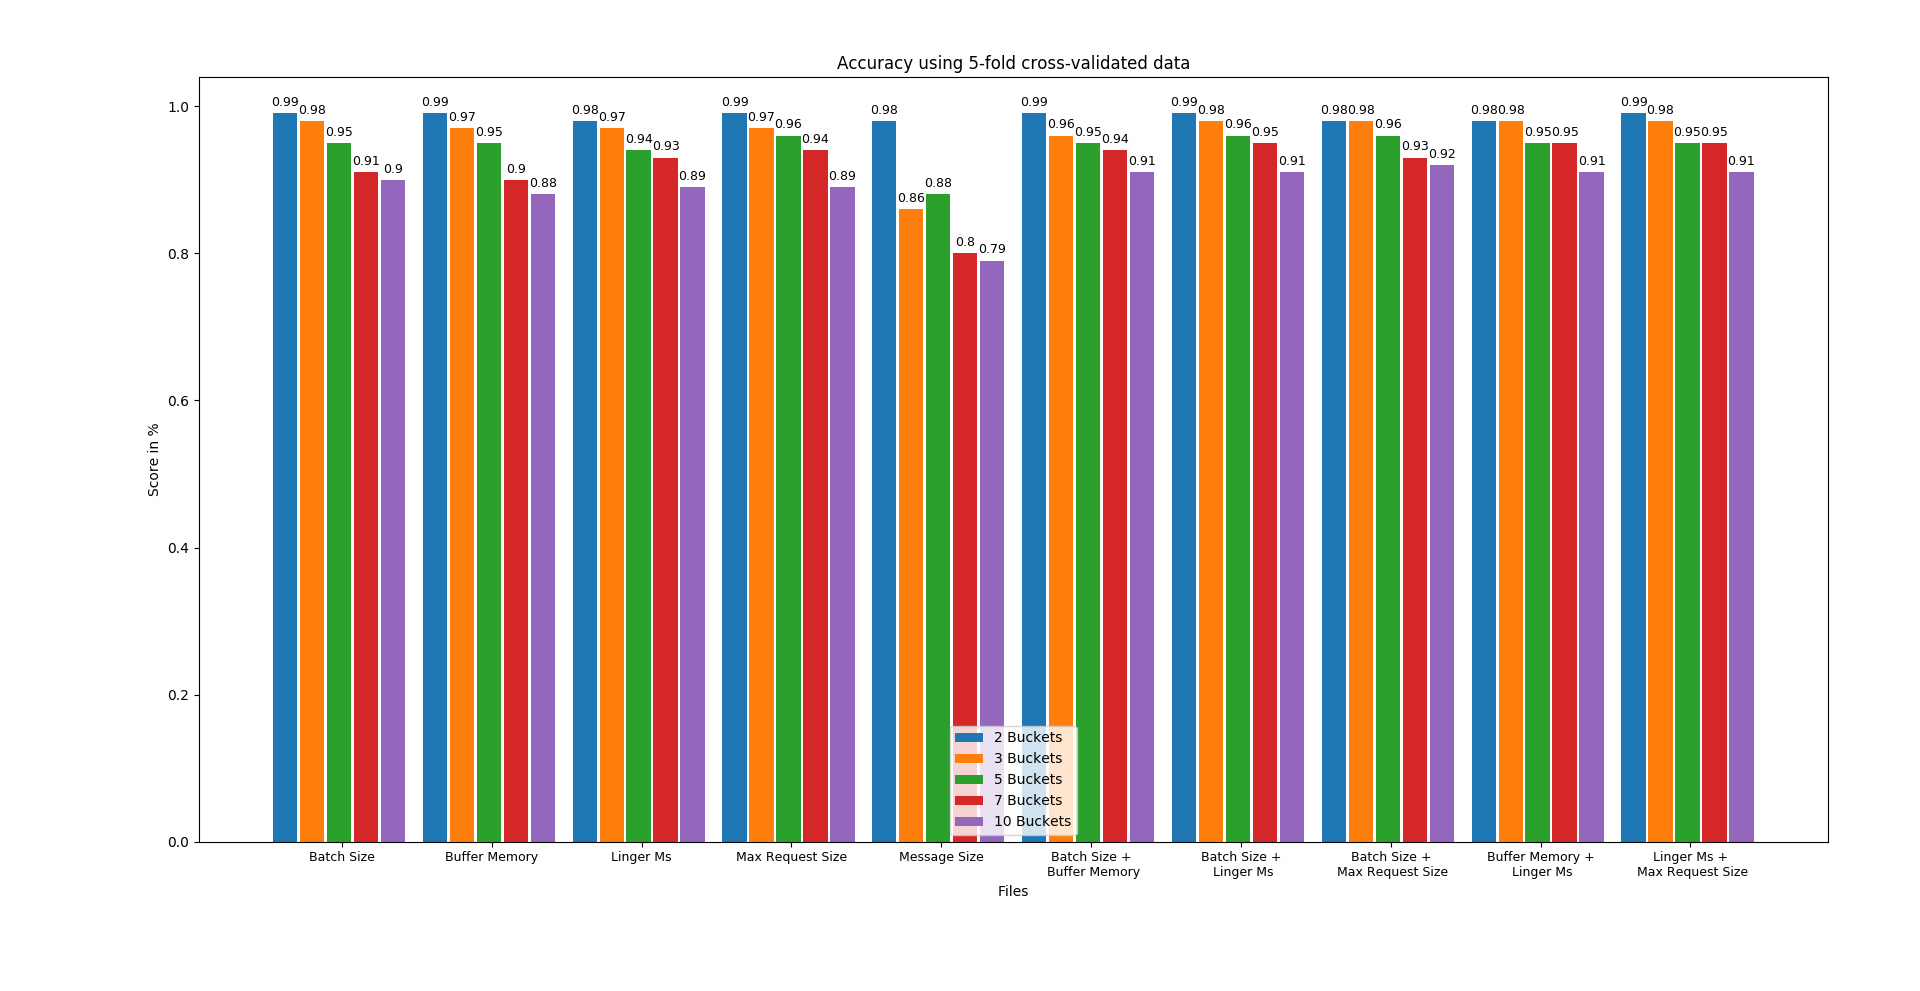 Accuracy using 5-fold cross-validated data
Score in %
1.0
0.8
0.6
0.4
0.2
0.0
0.99 0.98 0.95 0.91 0.9
0.99 0.97 0.95 0.9 0.88
0.98 0.97 0.94 0.93 0.89
0.99 0.97 0.96 0.94 0.89
0.98 0.86 0.88 0.8 0.79
0.99 0.96 0.95 0.94 0.91
0.99 0.98 0.96 0.95 0.91
0.98 0.98 0.96 0.93 0.92
0.98 0.98 0.95 0.95 0.91
0.99 0.98 0.95 0.95 0.91
2 Buckets
3 Buckets
5 Buckets
7 Buckets
10 Buckets
Batch Size
Buffer Memory
Linger Ms
Max Request Size
Message Size
Batch Size +
Buffer Memory
Batch Size +
Linger Ms
Batch Size +
Max Request Size
Buffer Memory +
Linger Ms
Linger Ms +
Max Request Size
Files